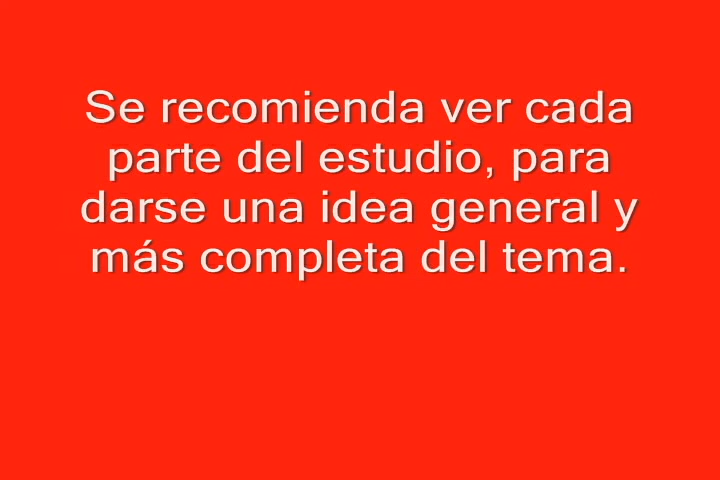 Se recomienda ver cada
parte del estudio, para
darse una idea general y
más completa del tema.